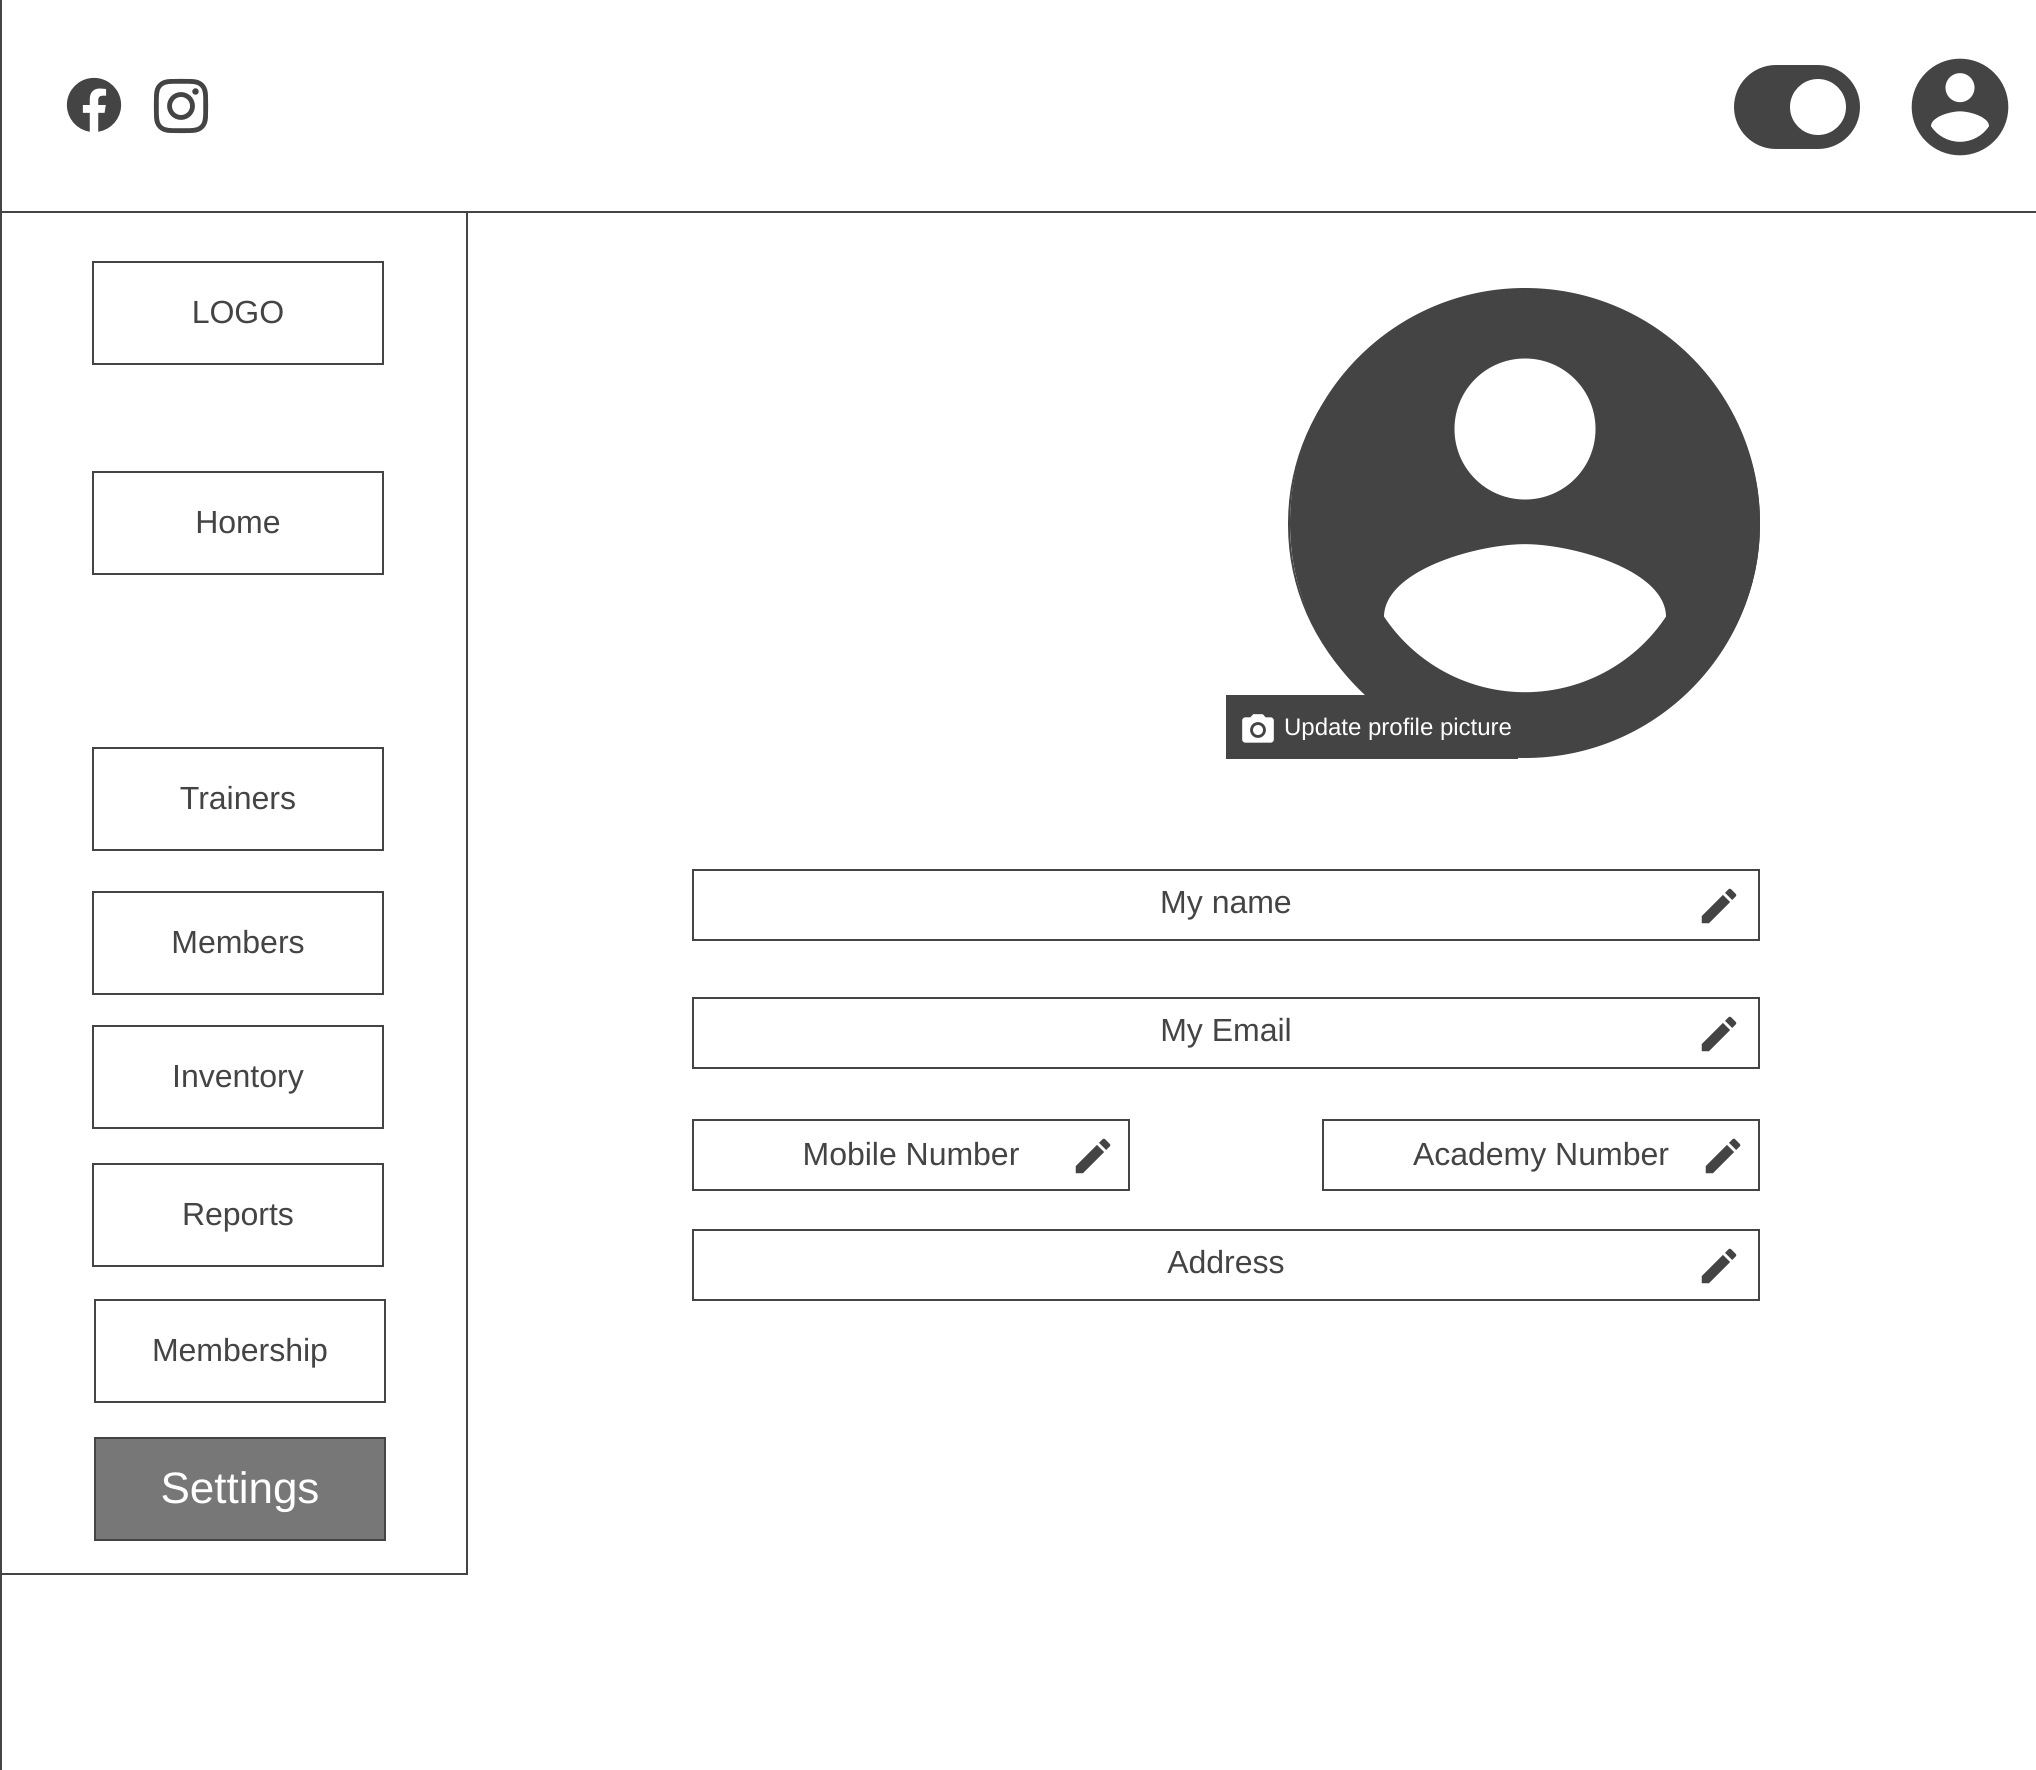 LOGO
Home
Trainers
Members
Inventory
Reports
Membership
Settings
Update profile picture
My name
My Email
Mobile Number
Academy Number
Address